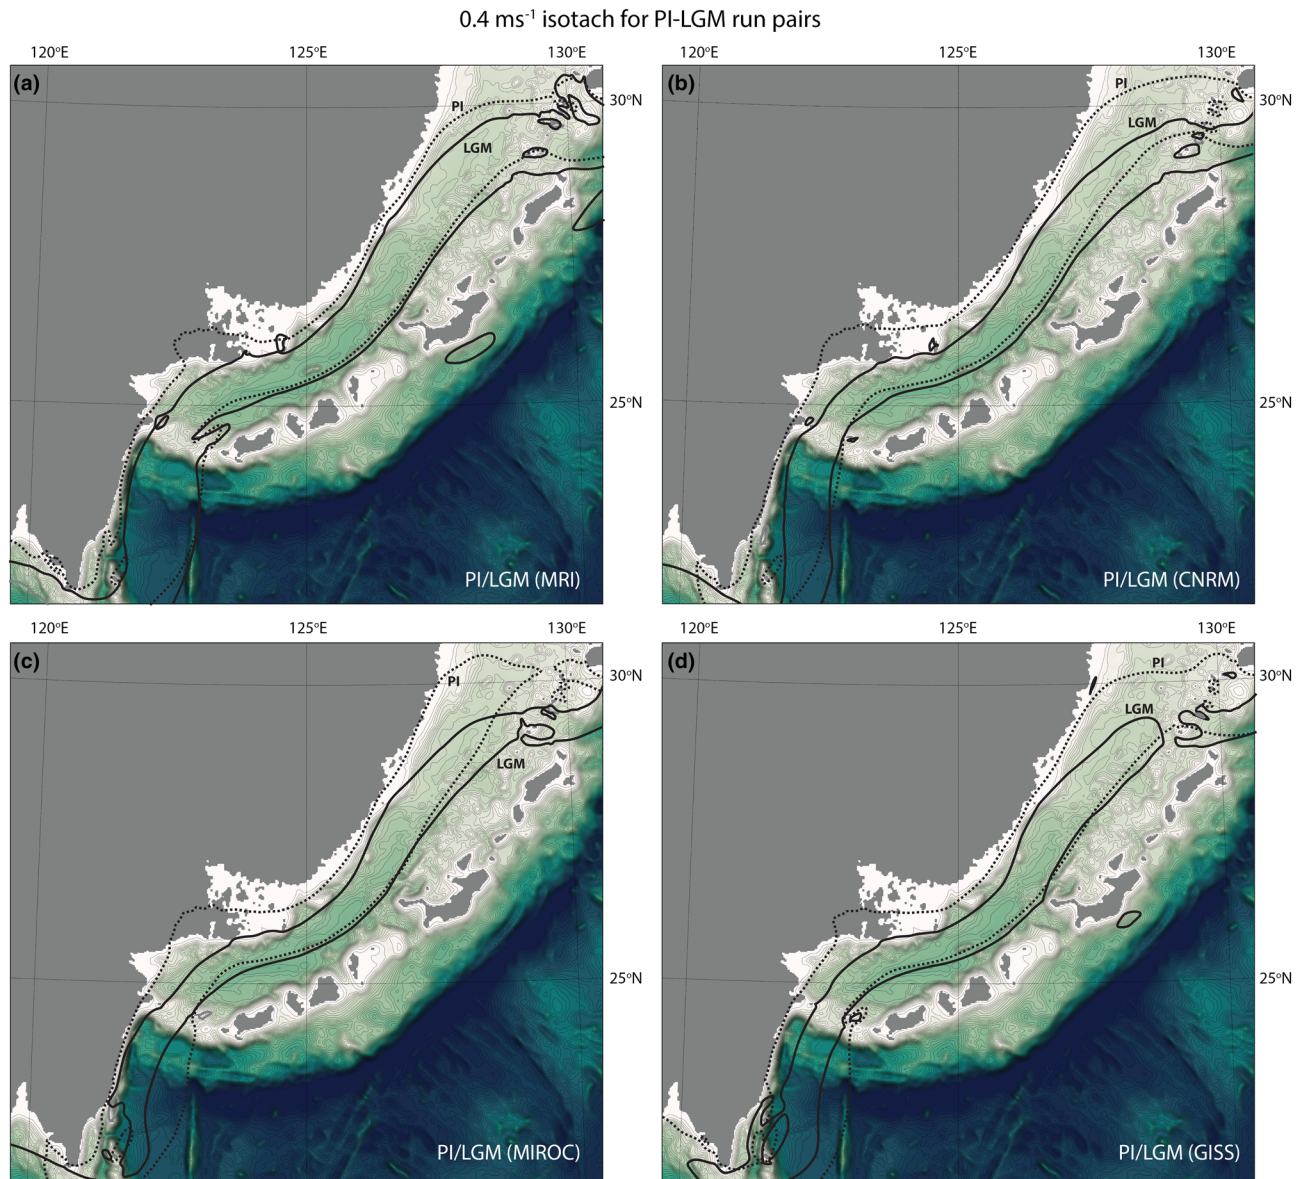 0.4 ms⁻¹ isotach for PI-LGM run pairs
120°E 125°E 130°E 120°E 125°E 130°E
(a) (b)
PI PI
30°N 30°N
LGM LGM
25°N 25°N
PI/LGM (MRI) PI/LGM (CNRM)
120°E 125°E 130°E 120°E 125°E 130°E
(c) (d)
PI PI
30°N 30°N
LGM LGM
25°N 25°N
PI/LGM (MIROC) PI/LGM (GISS)